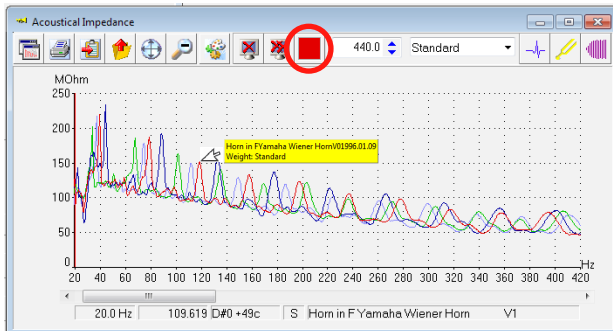 Acoustical Impedance
440.0 Standard
MOhm
250
200
150
100
50
0
Horn in FYamaha Wiener HornV01996.01.09
Weight: Standard
20 40 60 80 100 120 140 160 180 200 220 240 260 280 300 320 340 360 380 400 420
Hz
20.0 Hz 109.619 D#0 +49c S Horn in F Yamaha Wiener Horn V1